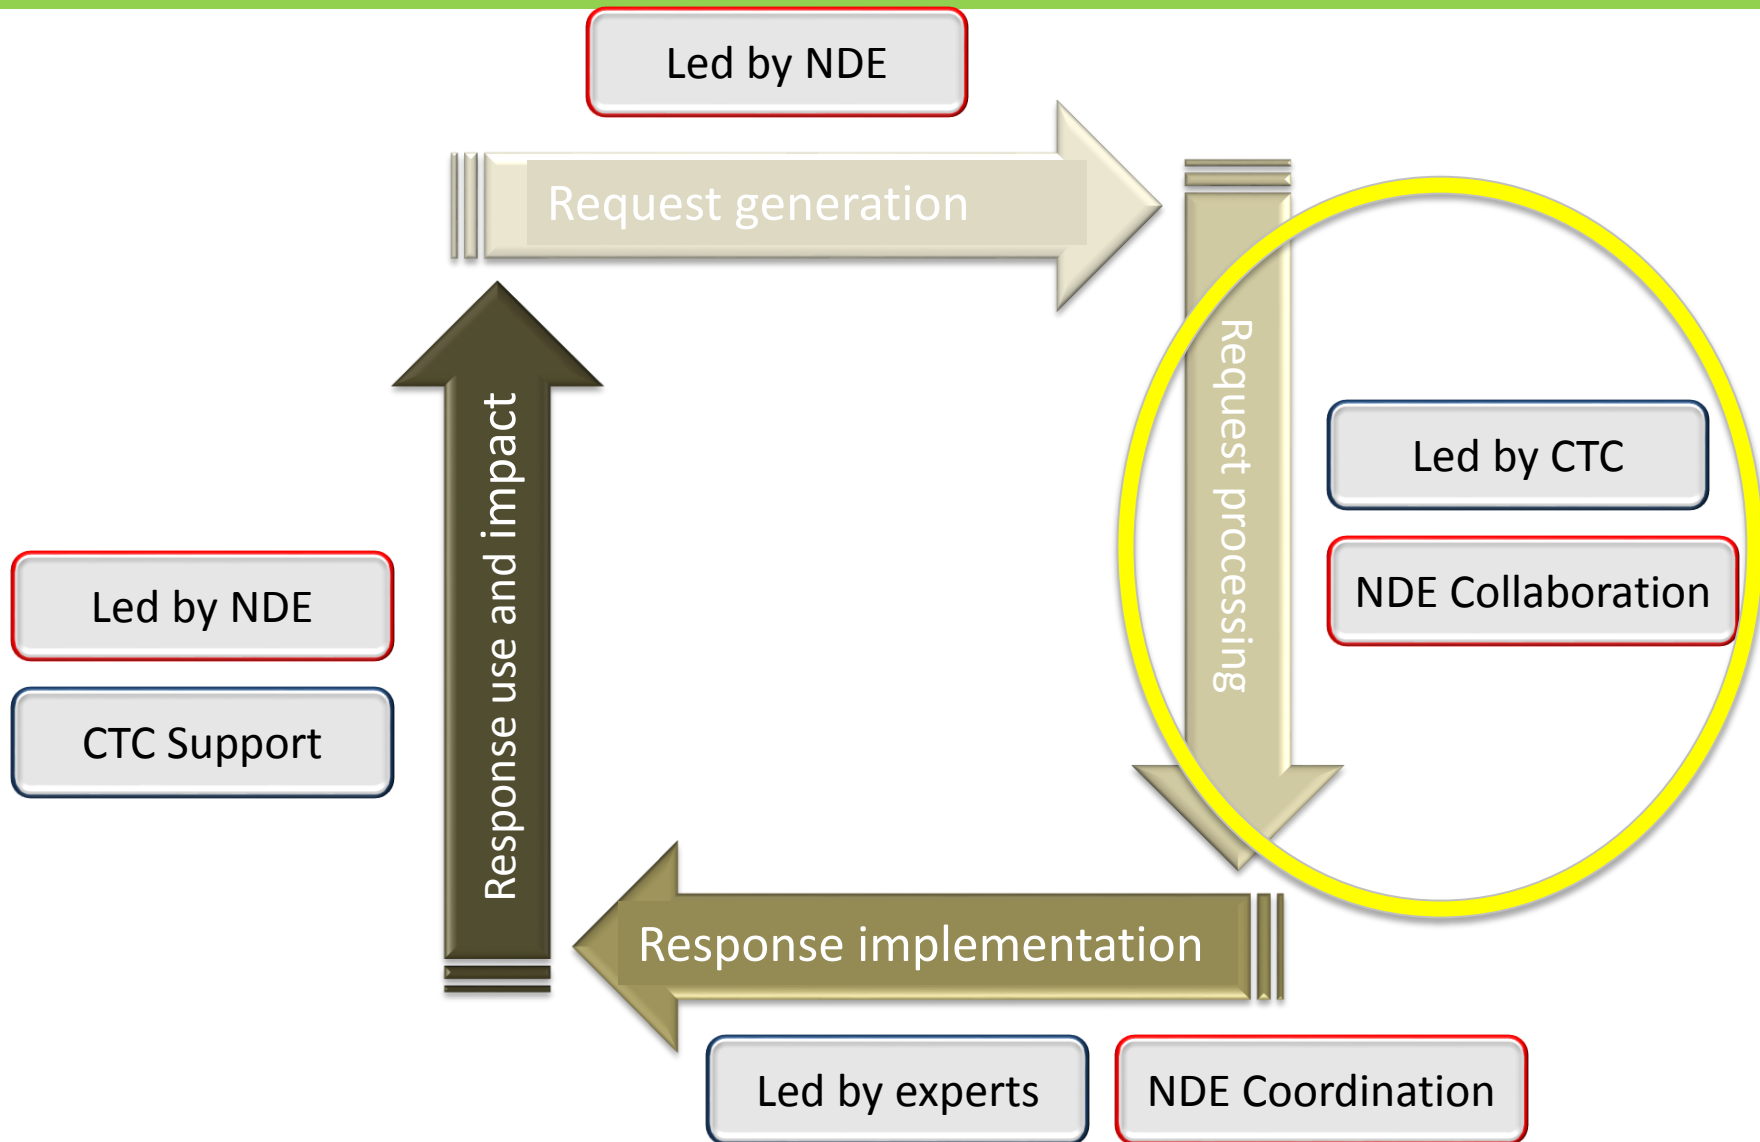 Led by NDE
Request generation
Request processing
Led by CTC
NDE Collaboration
Response use and impact
Led by NDE
CTC Support
Response implementation
Led by experts
NDE Coordination